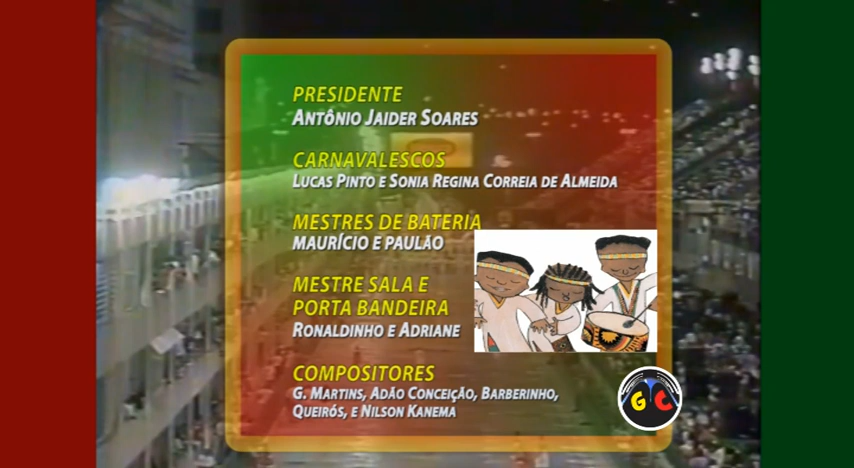 PRESIDENTE
ANTÔNIO JAIDER SOARES
CARNAVALESCOS
LUCAS PINTO E SONIA REGINA CORREIA DE ALMEIDA
MESTRES DE BATERIA
MAURÍCIO E PAULÃO
MESTRE SALA E
PORTA BANDEIRA
RONALDINHO E ADRIANE
COMPOSITORES
G. MARTINS, ADÃO CONCEIÇÃO, BARBERINHO,
QUEIRÓS, E NILSON KANEMA
G C